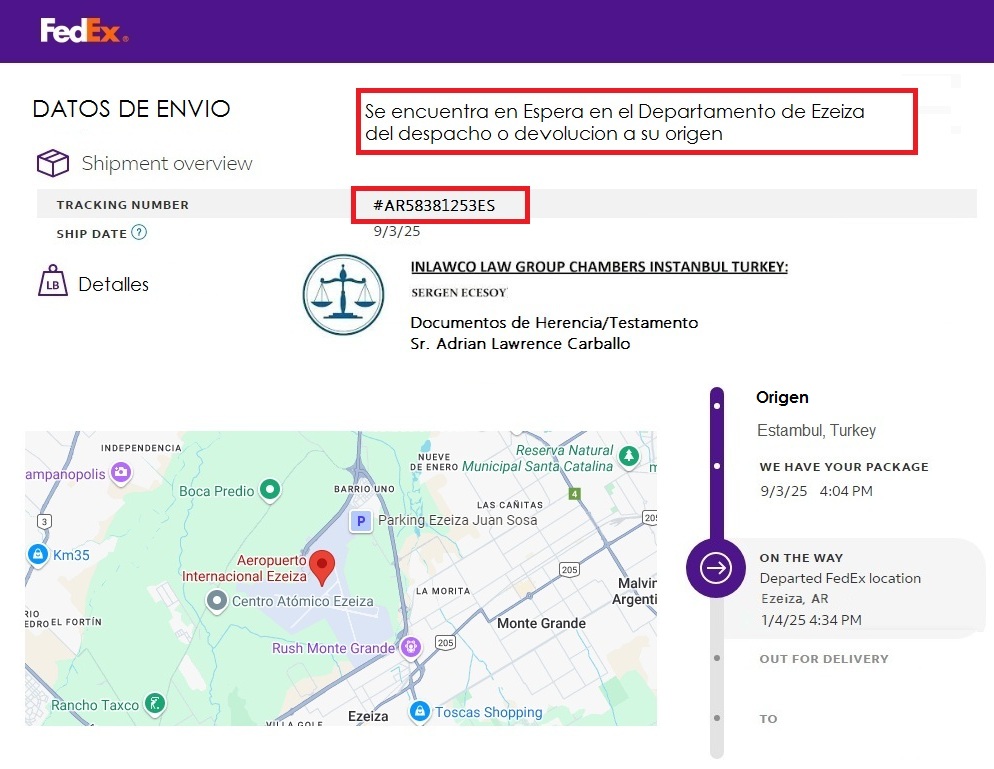 FedEx®
DATOS DE ENVIO
Se encuentra en Espera en el Departamento de Ezeiza
del despacho o devolucion a su origen
Shipment overview
TRACKING NUMBER
#AR58381253ES
SHIP DATE ?
9/3/25
LB
Detalles
INLAWCO LAW GROUP CHAMBERS INSTANBUL TURKEY:
SERGEN ECESOY
Documentos de Herencia/Testamento
Sr. Adrian Lawrence Carballo
INDEPENDENCIA
ampanopolis
Boca Predio
BARRIO UNO
NUEVE
DE ENERO
Reserva Natural
Municipal Santa Catalina
m
4
LAS CAÑITAS
3
P
Parking Ezeiza Juan Sosa
205
Km35
Aeropuerto
Internacional Ezeiza
205
Centro Atómico Ezeiza
LA MORITA
Malvin
Argenti
RIO
EDRO
EL FORTÍN
Monte Grande
Rush Monte Grande
205
Rancho Taxco
Ezeiza
Toscas Shopping
VILLA GOLF
Origen
Estambul, Turkey
WE HAVE YOUR PACKAGE
9/3/25 4:04 PM
ON THE WAY
Departed FedEx location
Ezeiza, AR
1/4/25 4:34 PM
OUT FOR DELIVERY
TO